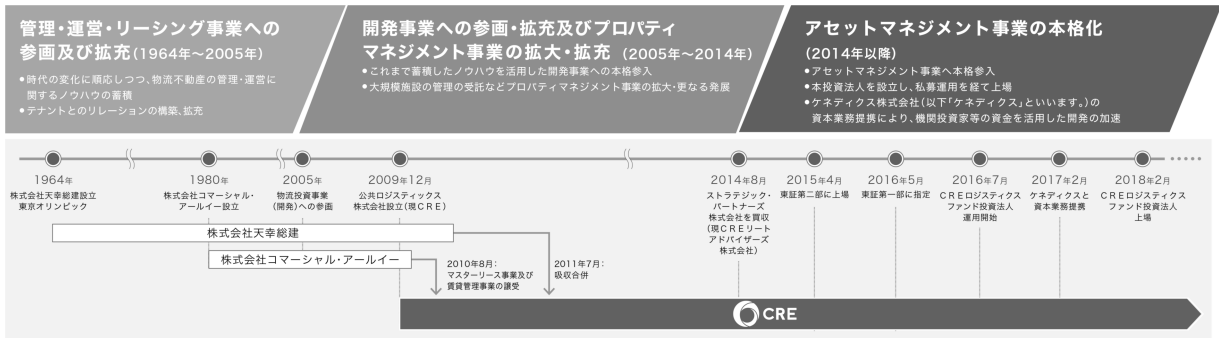 管理・運営・リーシング事業への
参画及び拡充(1964年～2005年)
●時代の変化に順応しつつ、物流不動産の管理・運営に
関するノウハウの蓄積
●テナントとのリレーションの構築、拡充
開発事業への参画・拡充及びプロパティ
マネジメント事業の拡大・拡充 (2005年～2014年)
●これまで蓄積したノウハウを活用した開発事業への本格参入
●大規模施設の管理の受託などプロパティマネジメント事業の拡大・更なる発展
アセットマネジメント事業の本格化
(2014年以降)
●アセットマネジメント事業へ本格参入
●本投資法人を設立し、私募運用を経て上場
●ケネディクス株式会社(以下「ケネディクス」といいます。)の
資本業務提携により、機関投資家等の資金を活用した開発の加速
1964年
株式会社天幸総建設立
東京オリンピック
1980年
株式会社コマーシャル・
アールイー設立
2005年
物流投資事業
(開発)への参画
2009年12月
公共ロジスティックス
株式会社設立(現CRE)
2014年8月
ストラテジック・
パートナーズ
株式会社を買収
(現CREリート
アドバイザーズ
株式会社)
2015年4月
東証第二部に上場
2016年5月
東証第一部に指定
2016年7月
CREロジスティクス
ファンド投資法人
運用開始
2017年2月
ケネディクスと
資本業務提携
2018年2月
CREロジスティクス
ファンド投資法人
上場
株式会社天幸総建
株式会社コマーシャル・アールイー
2010年8月:
マスターリース事業及び
賃貸管理事業の譲受
2011年7月:
吸収合併
CRE